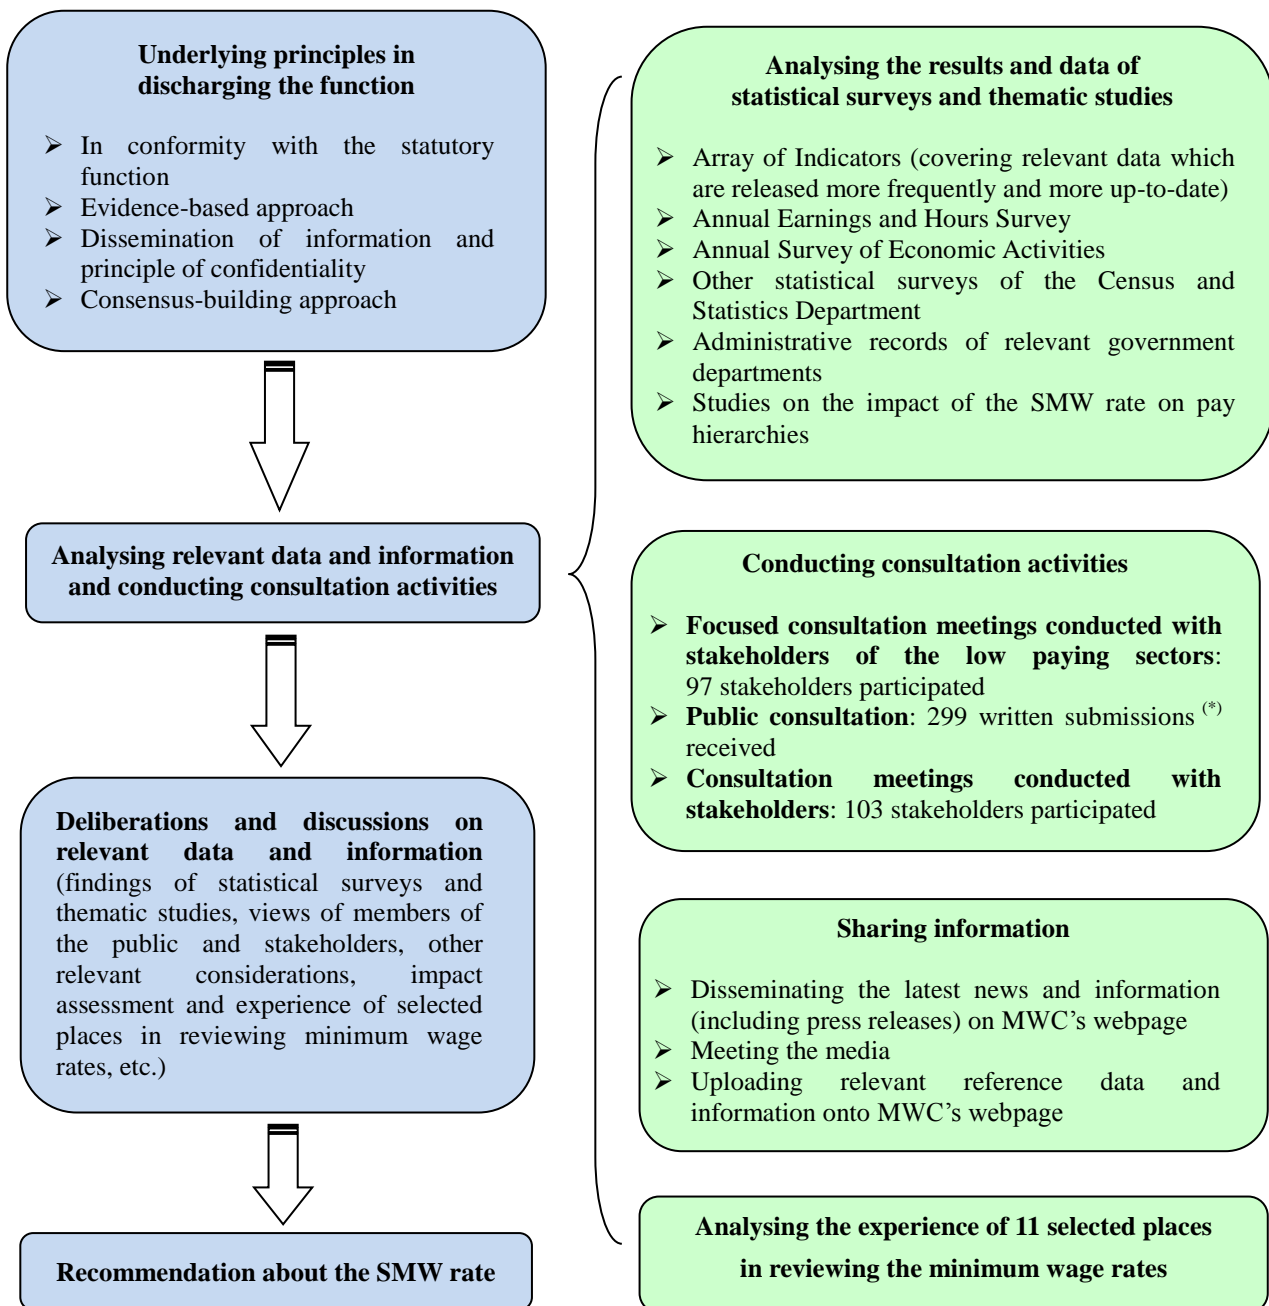 Underlying principles in
discharging the function
➢ In conformity with the statutory
function
➢ Evidence-based approach
➢ Dissemination of information and
principle of confidentiality
➢ Consensus-building approach
Analysing relevant data and information
and conducting consultation activities
Deliberations and discussions on
relevant data and information
(findings of statistical surveys and
thematic studies, views of members of
the public and stakeholders, other
relevant considerations, impact
assessment and experience of selected
places in reviewing minimum wage
rates, etc.)
Recommendation about the SMW rate
Analysing the results and data of
statistical surveys and thematic studies
➢ Array of Indicators (covering relevant data which
are released more frequently and more up-to-date)
➢ Annual Earnings and Hours Survey
➢ Annual Survey of Economic Activities
➢ Other statistical surveys of the Census and
Statistics Department
➢ Administrative records of relevant government
departments
➢ Studies on the impact of the SMW rate on pay
hierarchies
Conducting consultation activities
➢ Focused consultation meetings conducted with
stakeholders of the low paying sectors:
97 stakeholders participated
➢ Public consultation: 299 written submissions (*)
received
➢ Consultation meetings conducted with
stakeholders: 103 stakeholders participated
Sharing information
➢ Disseminating the latest news and information
(including press releases) on MWC's webpage
➢ Meeting the media
➢ Uploading relevant reference data and
information onto MWC's webpage
Analysing the experience of 11 selected places
in reviewing the minimum wage rates